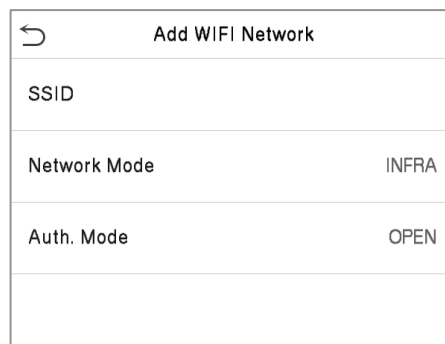 Add WIFI Network
SSID
Network Mode INFRA
Auth. Mode OPEN